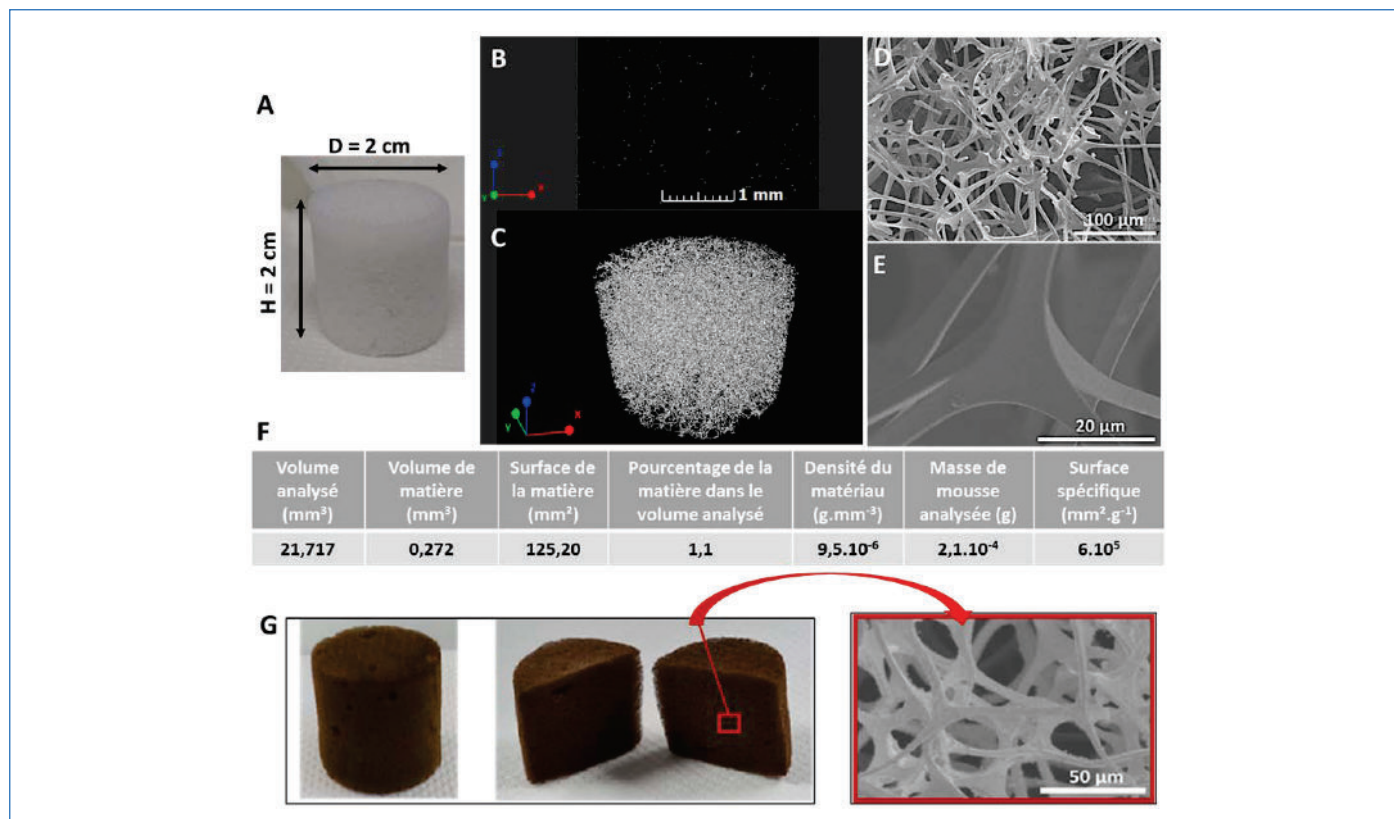 A
D = 2 cm
H = 2 cm
B
1 mm
C
D
100 µm
E
20 µm
F
Volume analysé (mm³)
Volume de matière (mm³)
Surface de la matière (mm²)
Pourcentage de la matière dans le volume analysé
Densité du matériau (g.mm⁻³)
Masse de mousse analysée (g)
Surface spécifique (mm².g⁻¹)
21,717
0,272
125,20
1,1
9,5.10⁻⁶
2,1.10⁻⁴
6.10⁵
G
50 µm